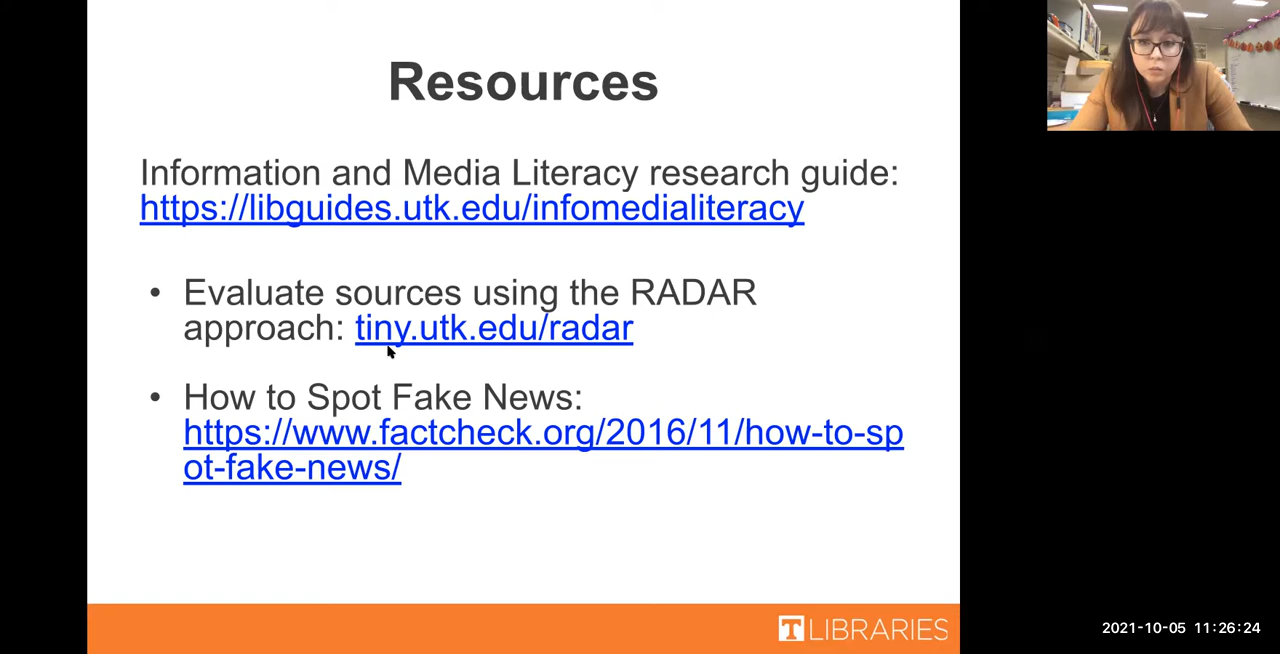 Resources
Information and Media Literacy research guide:
https://libguides.utk.edu/infomedialiteracy
• Evaluate sources using the RADAR
approach: tiny.utk.edu/radar
• How to Spot Fake News:
https://www.factcheck.org/2016/11/how-to-sp
ot-fake-news/
T LIBRARIES
2021-10-05 11:26:24